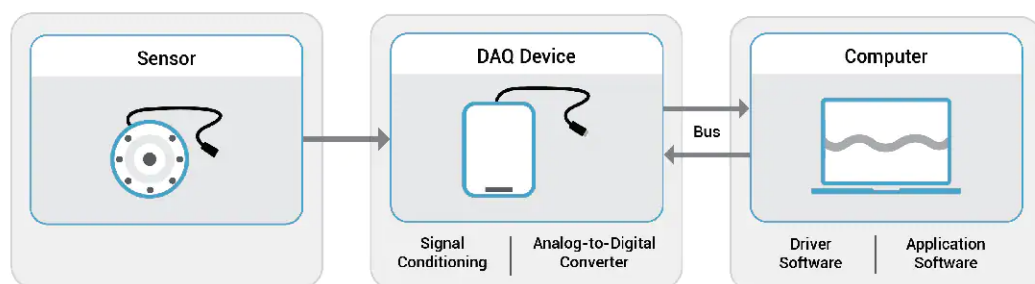 Sensor
DAQ Device
Computer
Bus
Signal
Conditioning
Analog-to-Digital
Converter
Driver
Software
Application
Software